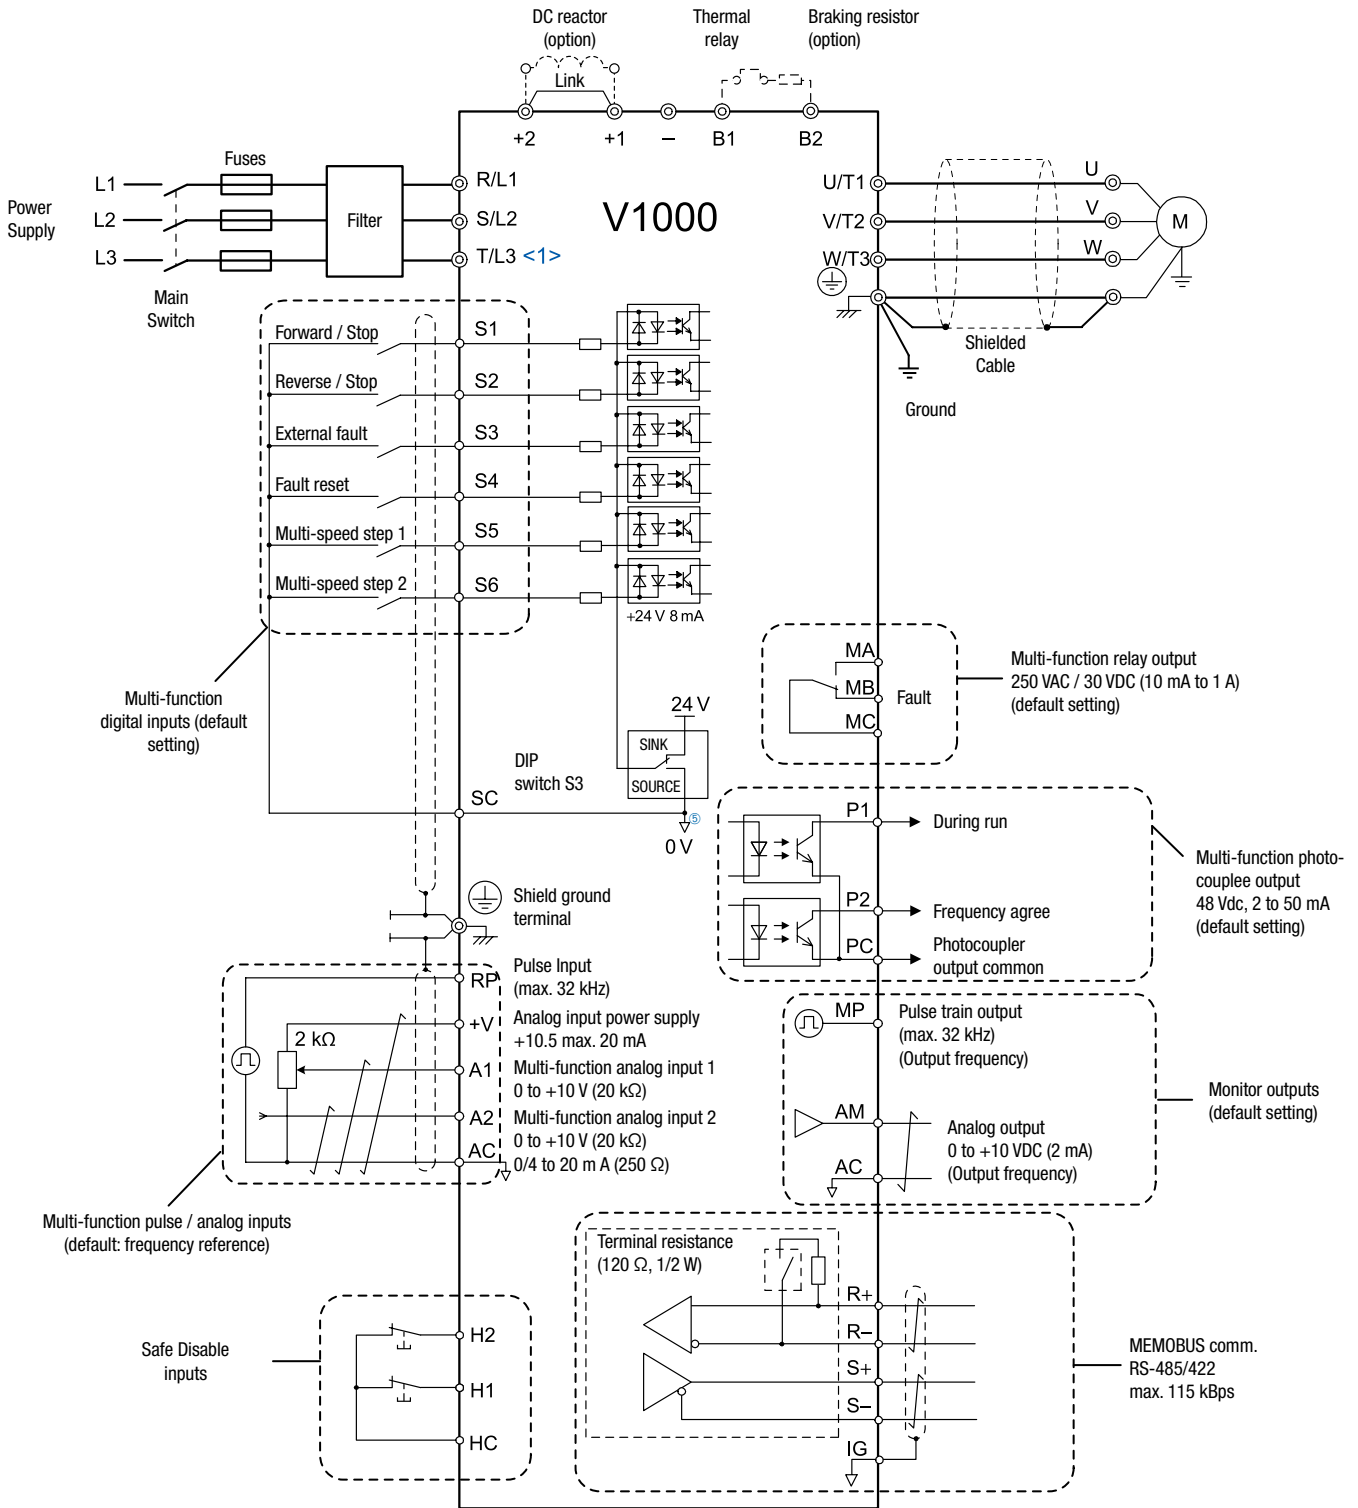 DC reactor
(option)
Thermal
relay
Braking resistor
(option)
Link
+2
+1
–
B1
B2
Fuses
Power
Supply
L1
L2
L3
Main
Switch
Filter
R/L1
S/L2
T/L3 <1>
V1000
U/T1
V/T2
W/T3
U
V
W
M
Shielded
Cable
Ground
Forward / Stop
S1
Reverse / Stop
S2
External fault
S3
Fault reset
S4
Multi-speed step 1
S5
Multi-speed step 2
S6
+24 V 8 mA
Multi-function
digital inputs (default
setting)
24 V
SINK
SOURCE
DIP
switch S3
SC
⑤
0 V
MA
MB
MC
Fault
Multi-function relay output
250 VAC / 30 VDC (10 mA to 1 A)
(default setting)
P1
During run
P2
Frequency agree
PC
Photocoupler
output common
Multi-function photo-
couplee output
48 Vdc, 2 to 50 mA
(default setting)
Shield ground
terminal
RP
Pulse Input
(max. 32 kHz)
+V
Analog input power supply
+10.5 max. 20 mA
2 kΩ
A1
Multi-function analog input 1
0 to +10 V (20 kΩ)
A2
Multi-function analog input 2
0 to +10 V (20 kΩ)
0/4 to 20 m A (250 Ω)
AC
Multi-function pulse / analog inputs
(default: frequency reference)
MP
Pulse train output
(max. 32 kHz)
(Output frequency)
AM
Analog output
0 to +10 VDC (2 mA)
(Output frequency)
AC
Monitor outputs
(default setting)
Terminal resistance
(120 Ω, 1/2 W)
R+
R–
S+
S–
IG
MEMOBUS comm.
RS-485/422
max. 115 kBps
Safe Disable
inputs
H2
H1
HC